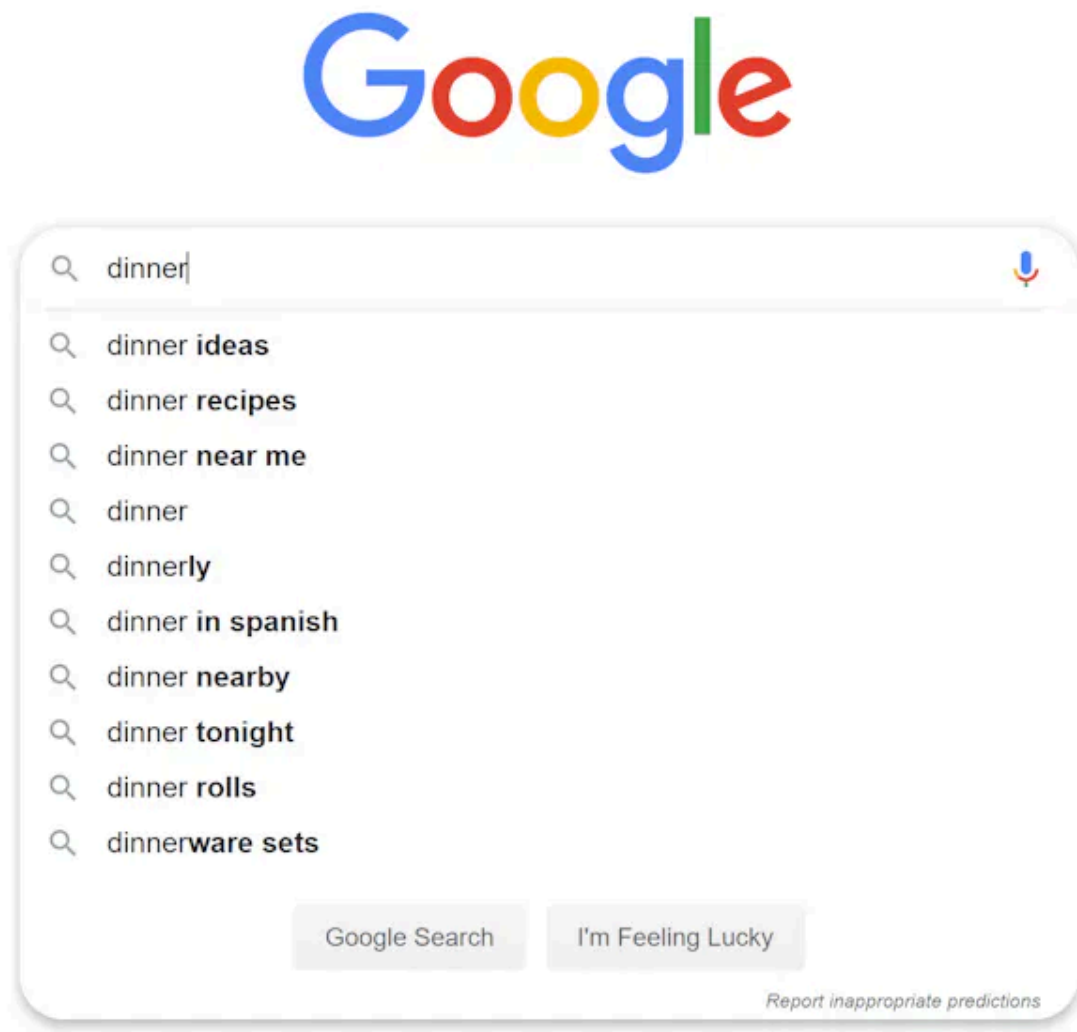 Google
dinner
dinner ideas
dinner recipes
dinner near me
dinner
dinnerly
dinner in spanish
dinner nearby
dinner tonight
dinner rolls
dinnerware sets
Google Search I'm Feeling Lucky
Report inappropriate predictions